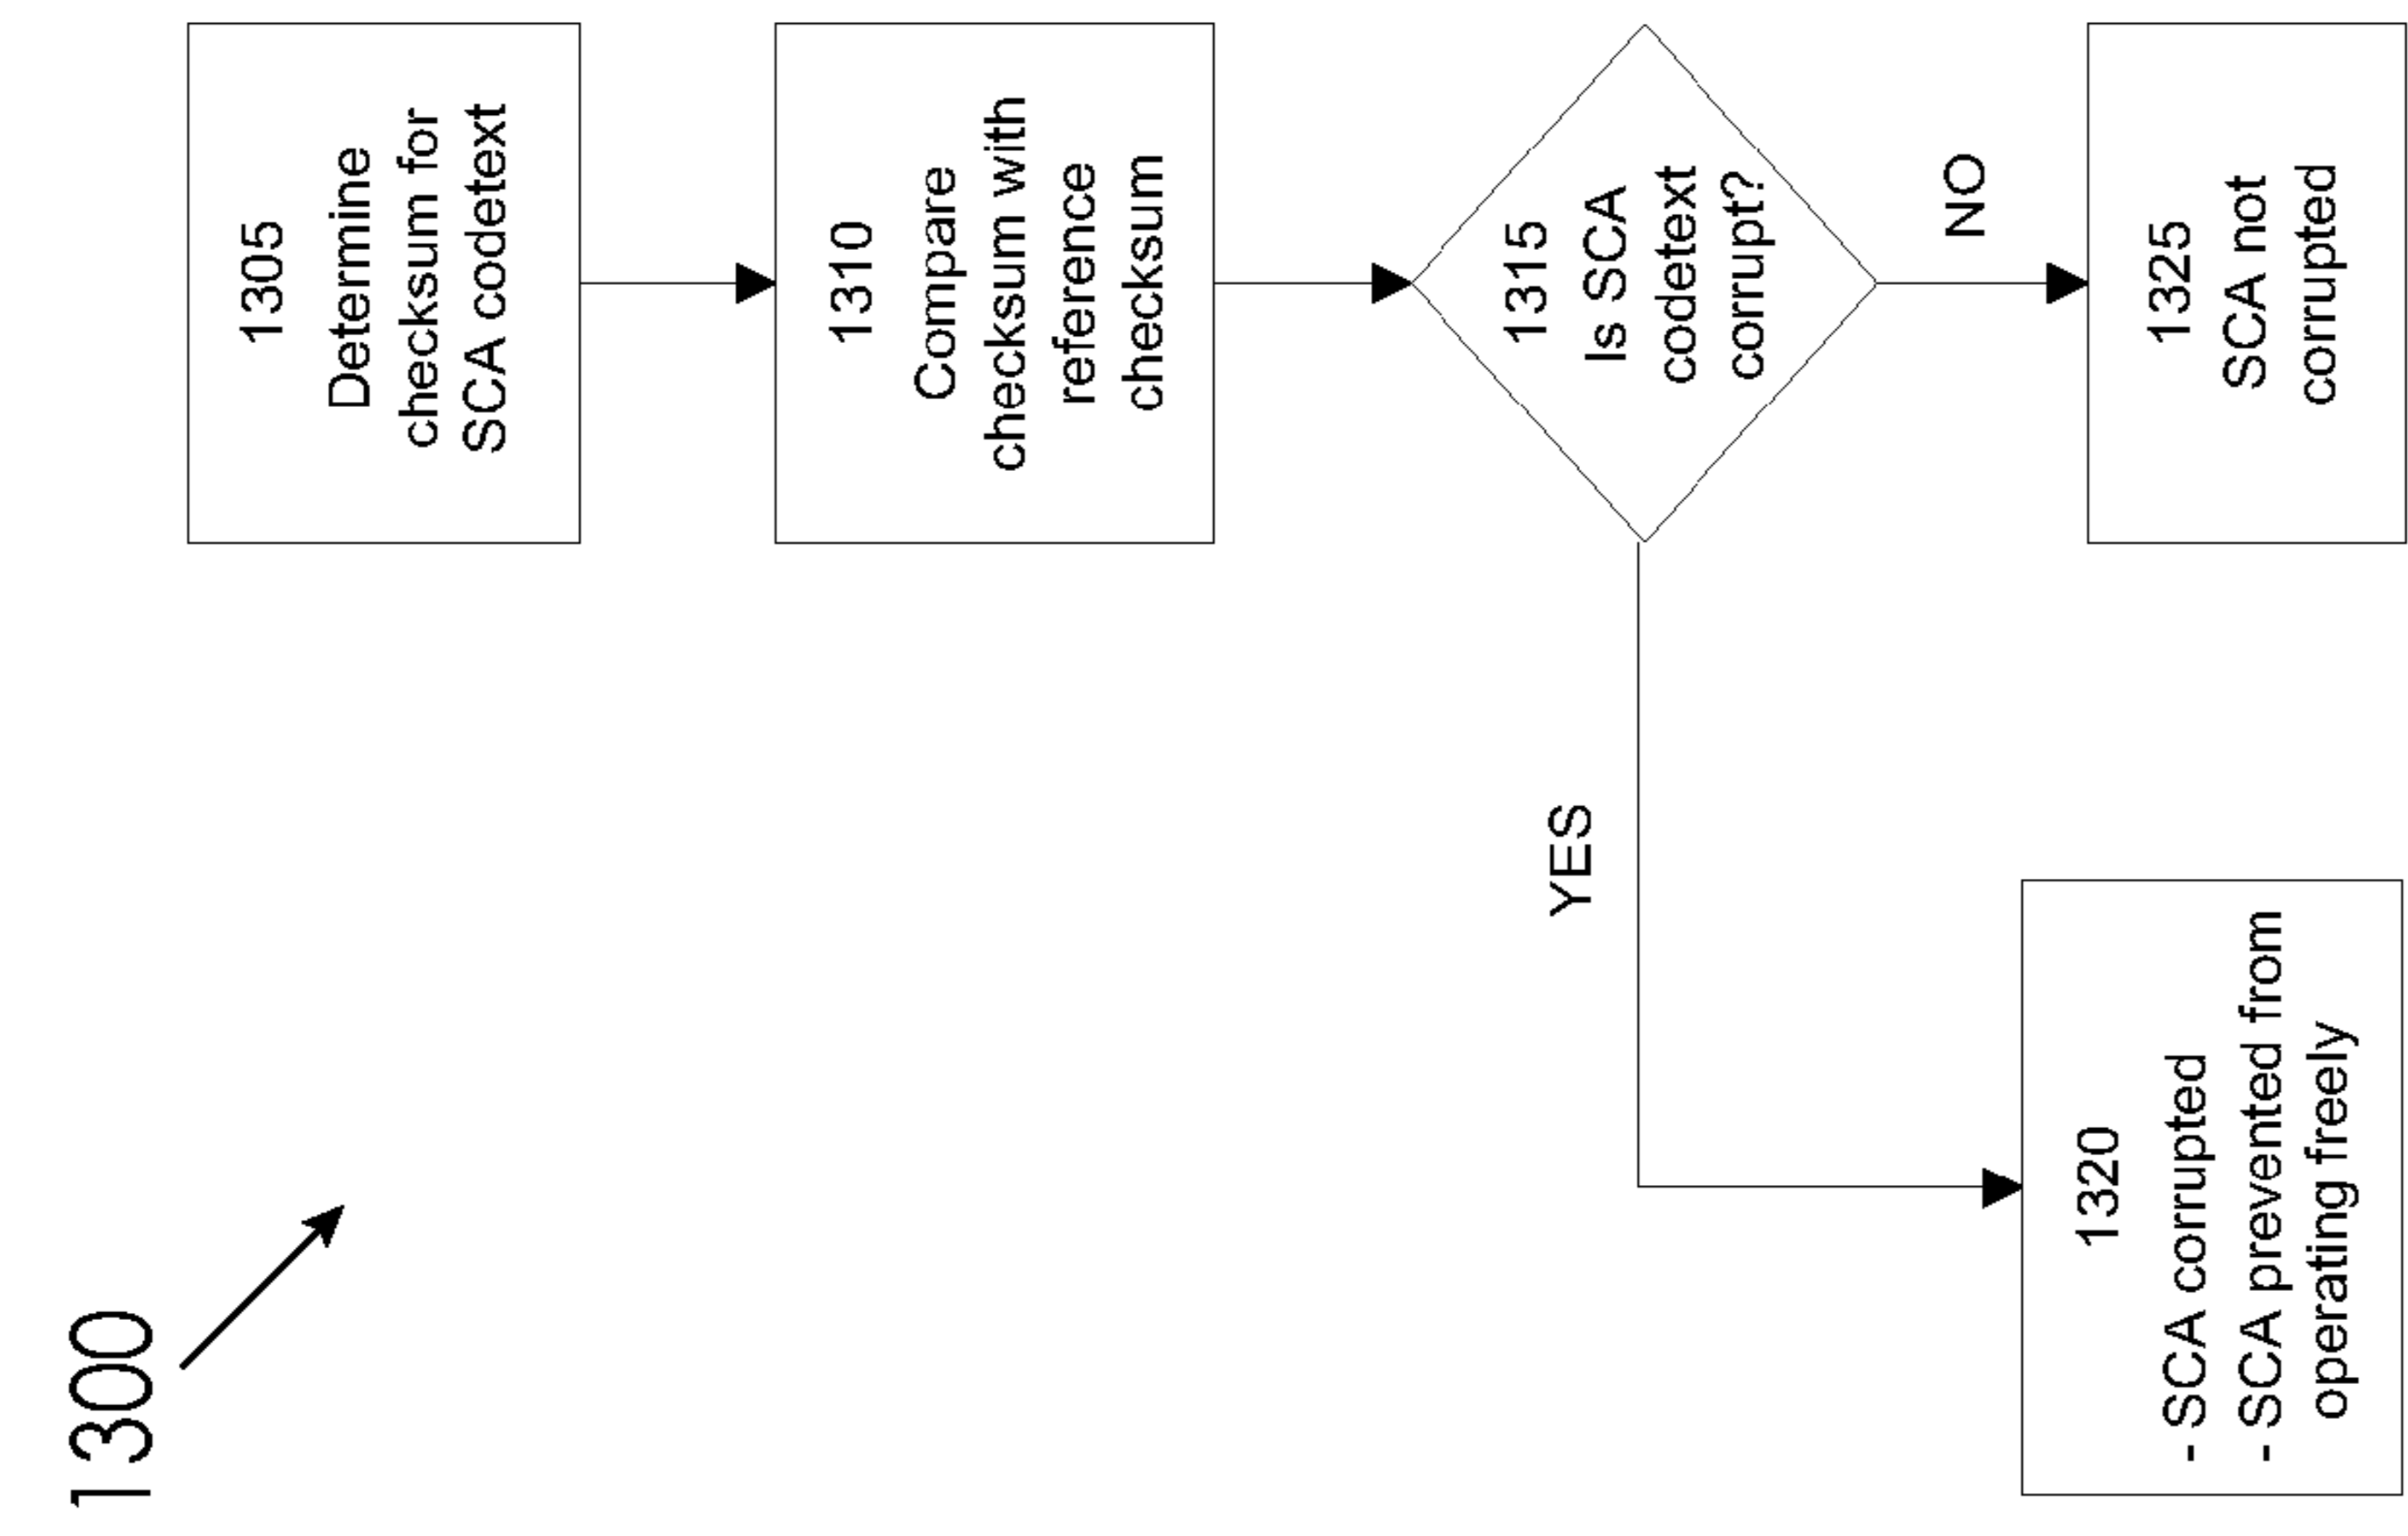 1300
1305
Determine
checksum for
SCA codetext
1310
Compare
checksum with
reference
checksum
1315
Is SCA
codetext
corrupt?
YES
NO
1320
- SCA corrupted
- SCA prevented from
operating freely
1325
SCA not
corrupted